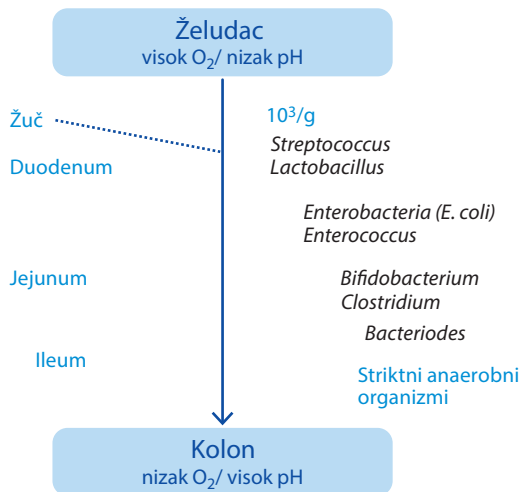 Želudac
visok O₂/ nizak pH
Žuč
10³/g
Streptococcus
Duodenum
Lactobacillus
Enterobacteria (E. coli)
Enterococcus
Jejunum
Bifidobacterium
Clostridium
Bacteriodes
Ileum
Striktni anaerobni
organizmi
Kolon
nizak O₂/ visok pH